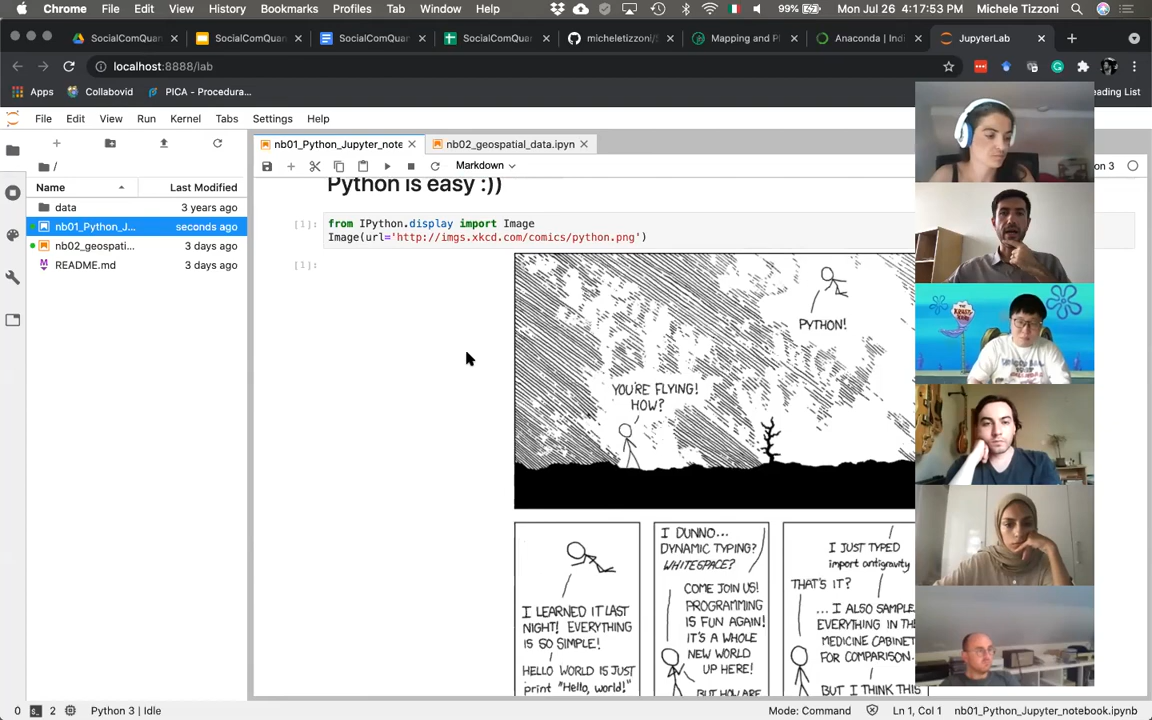 Chrome File Edit View History Bookmarks Profiles Tab Window Help 99% Mon Jul 26 4:17:53 PM Michele Tizzoni
SocialComQuan SocialComQuan SocialComQuan SocialComQuan micheletizzoni/S Mapping and Pl Anaconda | Indi JupyterLab
localhost:8888/lab
Apps Collabovid PICA - Procedura... eading List
File Edit View Run Kernel Tabs Settings Help
nb01_Python_Jupyter_note nb02_geospatial_data.ipyn
/
Markdown
on 3
Name Last Modified
data 3 years ago
nb01_Python_J... seconds ago
nb02_geospati... 3 days ago
README.md 3 days ago
Python is easy :))
[1]: from IPython.display import Image
Image(url='http://imgs.xkcd.com/comics/python.png')
[1]:
PYTHON!
YOU'RE FLYING!
HOW?
I LEARNED IT LAST
NIGHT! EVERYTHING
IS SO SIMPLE!
HELLO WORLD IS JUST
print "Hello, world!"
I DUNNO...
DYNAMIC TYPING?
WHITESPACE?
COME JOIN US!
PROGRAMMING
IS FUN AGAIN!
IT'S A WHOLE
NEW WORLD
UP HERE!
BUT HOW ARE
I JUST TYPED
import antigravity
THAT'S IT?
... I ALSO SAMPLE
EVERYTHING IN THE
MEDICINE CABINET
FOR COMPARISON.
BUT I THINK THIS
0 2 Python 3 | Idle Mode: Command Ln 1, Col 1 nb01_Python_Jupyter_notebook.ipynb